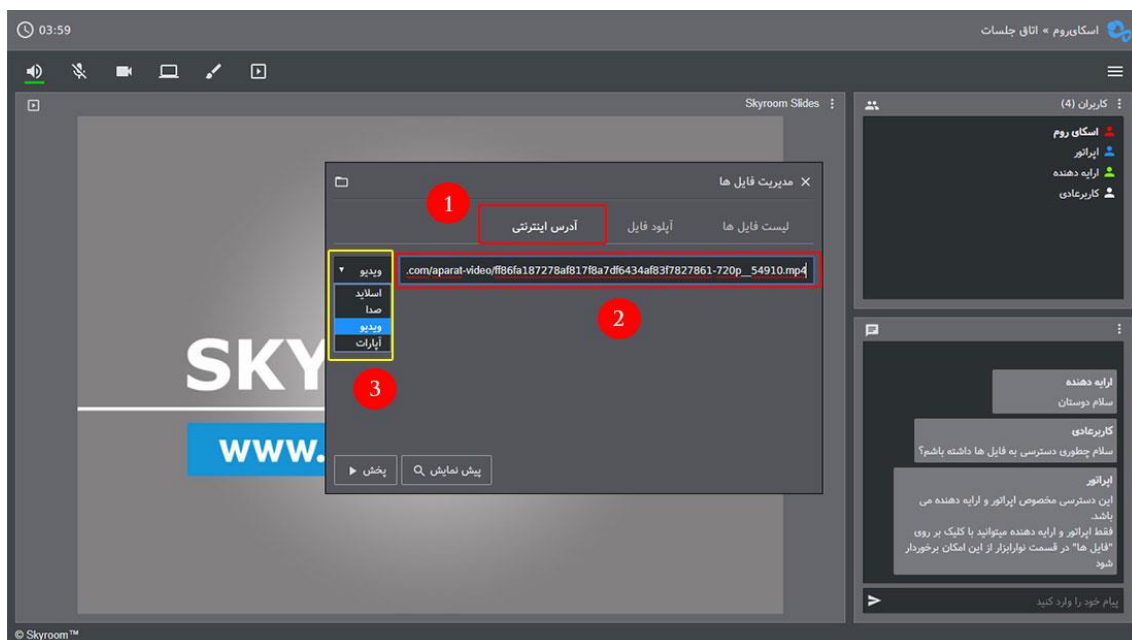 03:59
اسکای‌روم » اتاق جلسات
Skyroom Slides
کاربران (4)
اسکای روم
اپراتور
ارایه دهنده
کاربرعادی
مدیریت فایل ها
1
لیست فایل ها
آپلود فایل
آدرس اینترنتی
.com/aparat-video/ff86fa187278af817f8a7df6434af83f7827861-720p__54910.mp4
ویدیو
اسلاید
صدا
ویدیو
آپارات
2
3
SKY
www.
پیش نمایش
پخش
ارایه دهنده
سلام دوستان
کاربرعادی
سلام چطوری دسترسی به فایل ها داشته باشم؟
اپراتور
این دسترسی مخصوص اپراتور و ارایه دهنده می
باشد.
فقط اپراتور و ارایه دهنده میتوانید با کلیک بر روی
"فایل ها" در قسمت نوارابزار از این امکان برخوردار
شود
پیام خود را وارد کنید
© Skyroom™